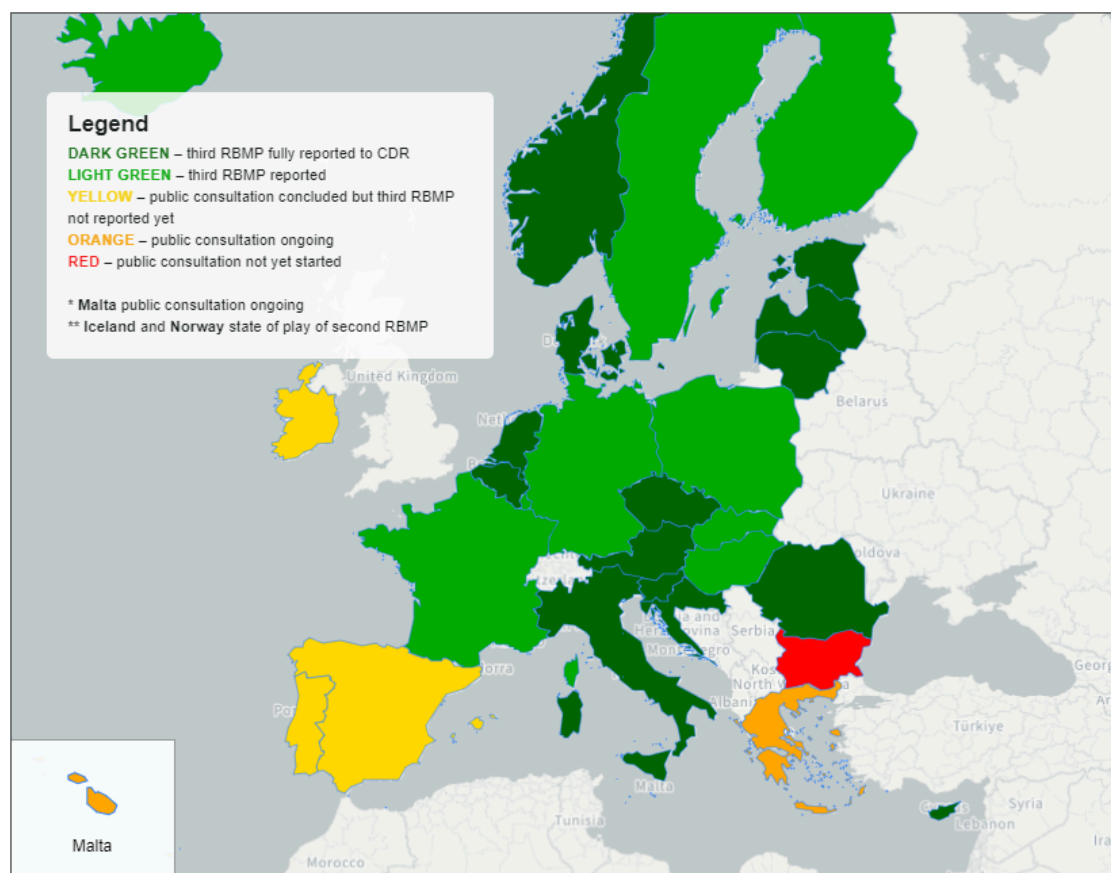 Legend
DARK GREEN – third RBMP fully reported to CDR
LIGHT GREEN – third RBMP reported
YELLOW – public consultation concluded but third RBMP
not reported yet
ORANGE – public consultation ongoing
RED – public consultation not yet started
* Malta public consultation ongoing
** Iceland and Norway state of play of second RBMP
United Kingdom
Belarus
Ukraine
Serbia
Türkiye
Syria
Lebanon
Malta
Tunisia
Morocco
Malta